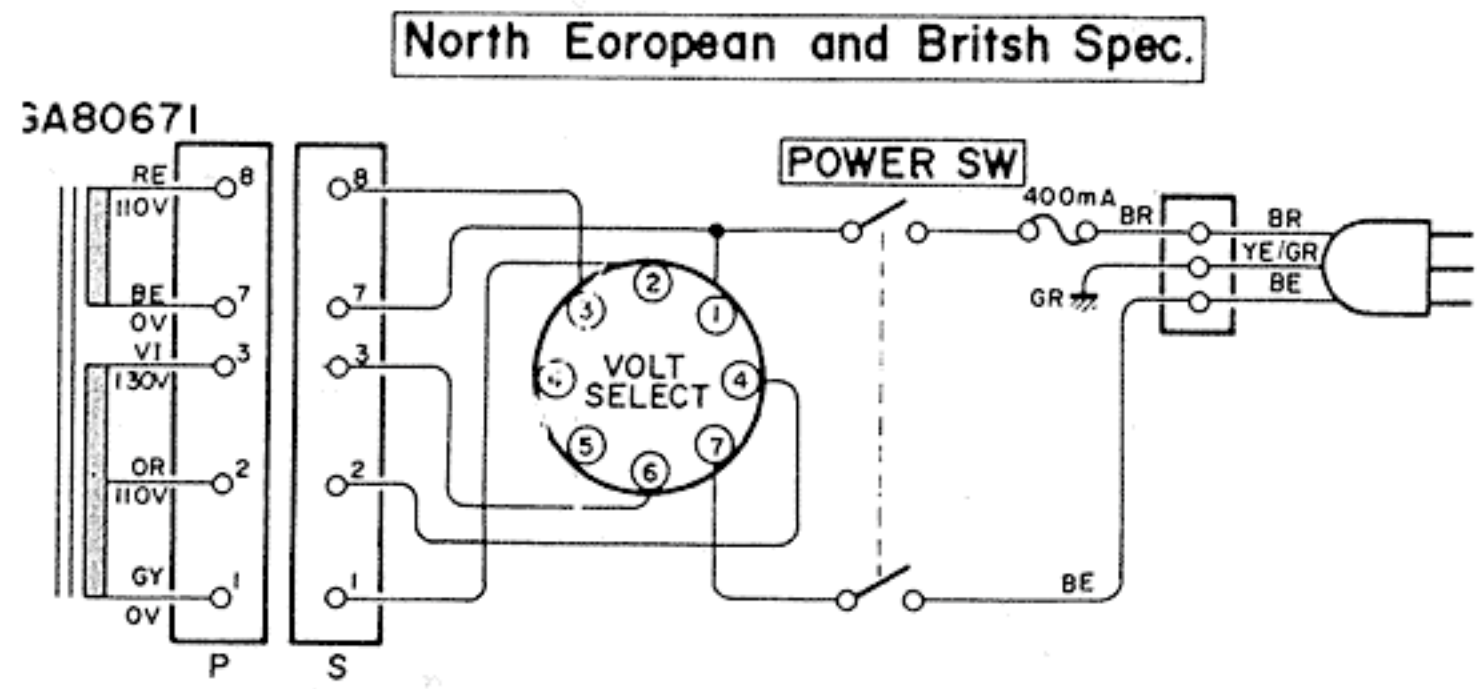 North Eoropean and Britsh Spec.
GA80671
POWER SW
400mA
BR
BR
YE/GR
BE
GR
RE
110V
8
8
BE
0V
7
7
VI
130V
3
3
OR
110V
2
2
GY
0V
1
1
P
S
2
3
1
VOLT
SELECT
4
5
7
6
BE